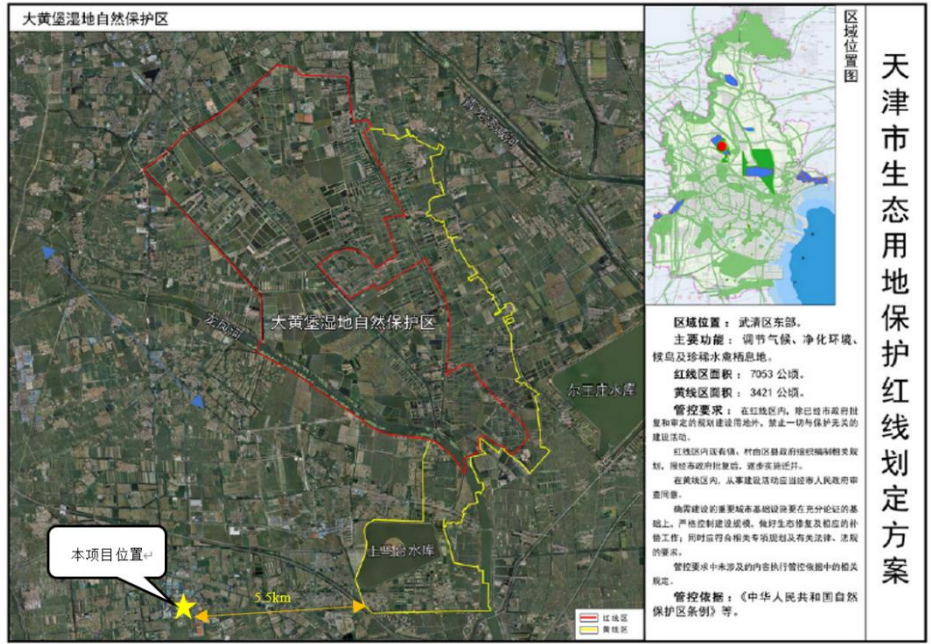 大黄堡湿地自然保护区
区域位置图
天津市生态用地保护红线划定方案
大黄堡湿地自然保护区
龙凤河
东王庄水库
上马台水库
本项目位置
5.5km
红线区
黄线区
区域位置：武清区东部。
主要功能：调节气候、净化环境、
候鸟及珍稀水禽栖息地。
红线区面积：7053 公顷。
黄线区面积：3421 公顷。
管控要求：在红线区内，除已经市政府批
复和审定的规划建设用地外，禁止一切与保护无关的
建设活动。
红线区内现有镇、村由区县政府组织编制相关规
划，报经市政府批复后，逐步实施迁并。
在黄线区内，从事建设活动应当经市人民政府审
查同意。
确需建设的重要城市基础设施要在充分论证的基
础上，严格控制建设规模，做好生态修复及相应的补
偿工作；同时应符合相关专项规划及有关法律、法规
的要求。
管控要求中未涉及的内容执行管控依据中的相关
规定。
管控依据：《中华人民共和国自然
保护区条例》等。